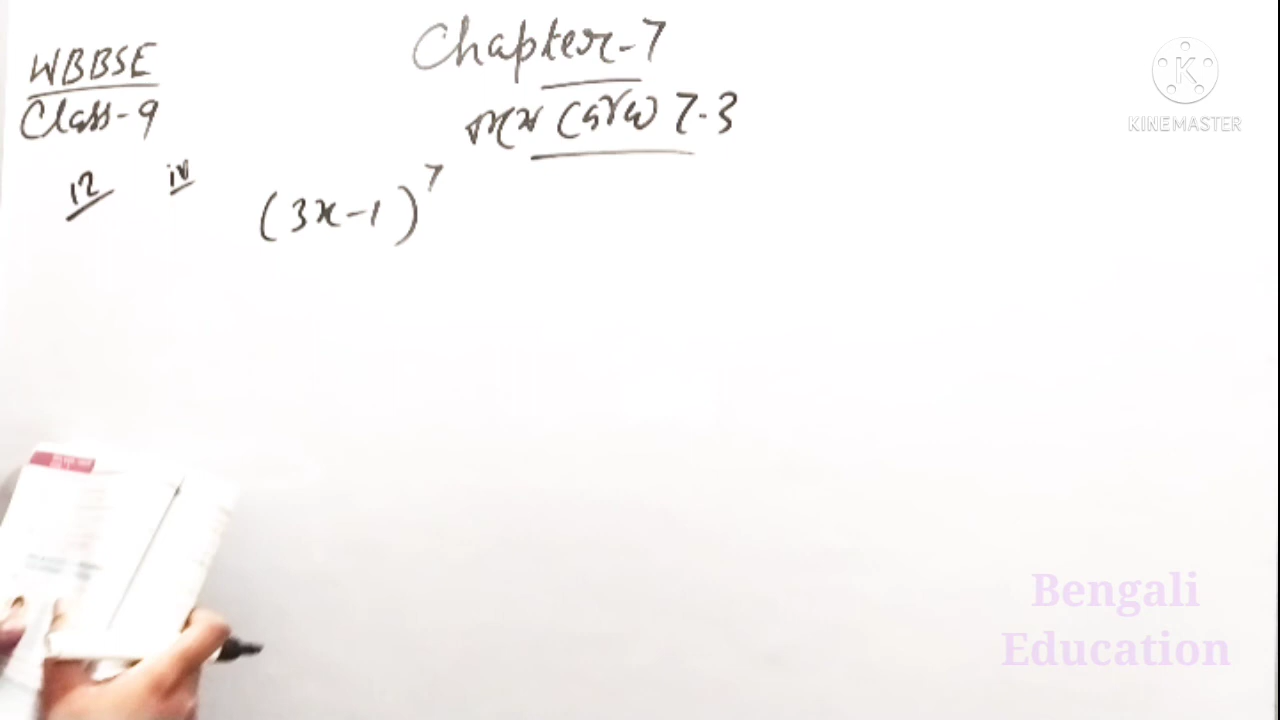 WBBSE
Class-9
Chapter-7
কষে দেখি 7.3
12 iv (3x-1)⁷
KINEMASTER
Bengali
Education